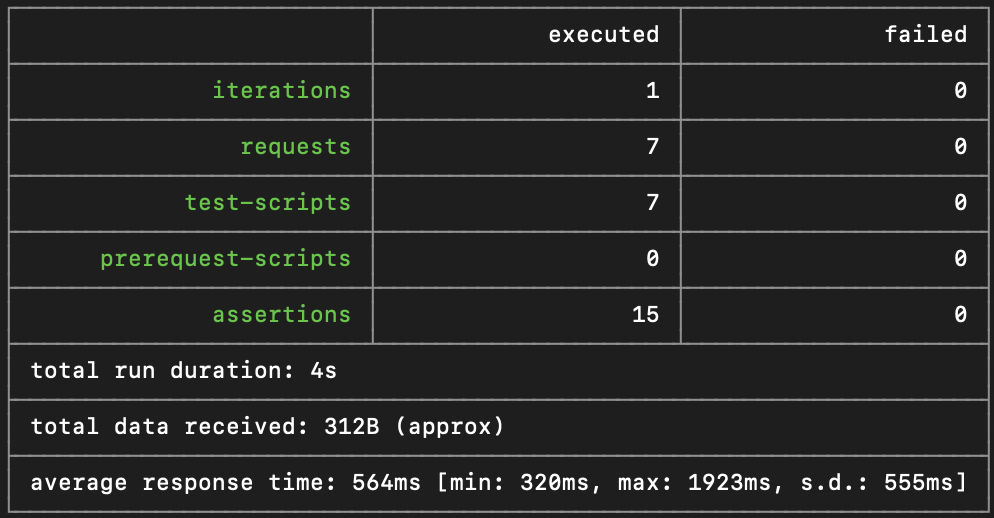 executed failed
iterations 1 0
requests 7 0
test-scripts 7 0
prerequest-scripts 0 0
assertions 15 0
total run duration: 4s
total data received: 312B (approx)
average response time: 564ms [min: 320ms, max: 1923ms, s.d.: 555ms]